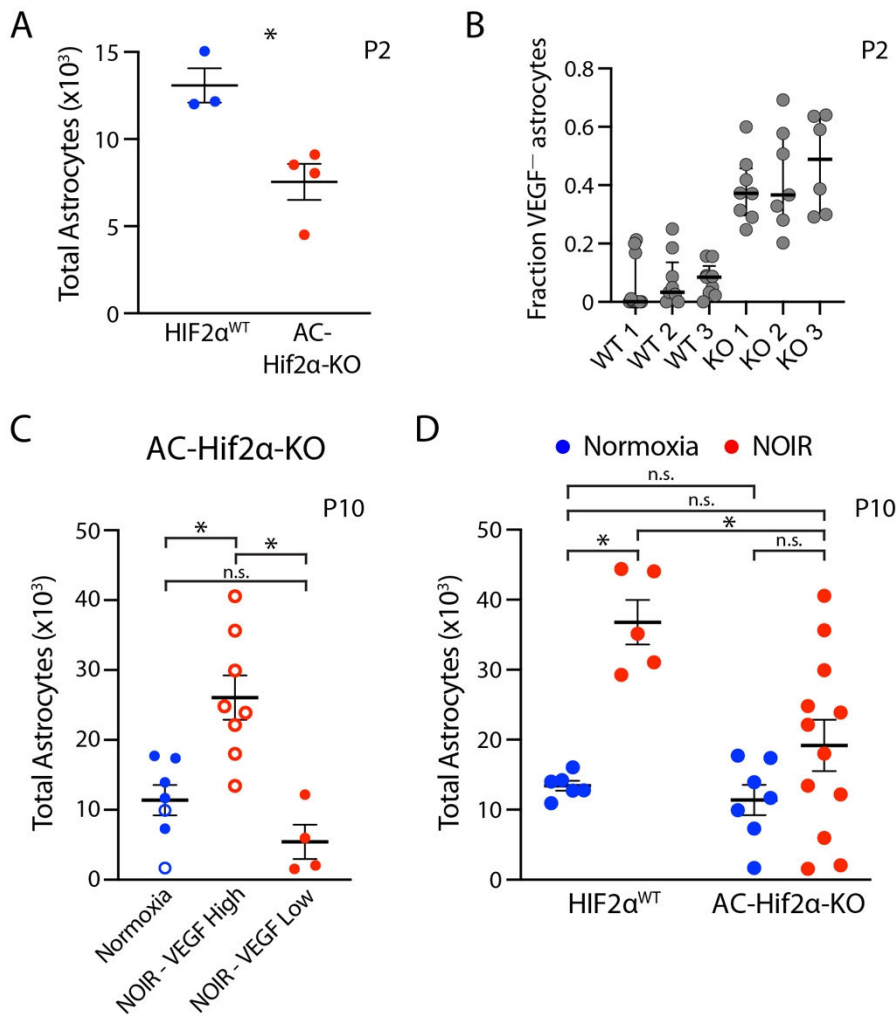 A
*
P2
Total Astrocytes (x10³)
15
10
5
0
HIF2α^WT
AC-
Hif2α-KO
B
P2
Fraction VEGF⁻ astrocytes
0.8
0.6
0.4
0.2
0
WT 1
WT 2
WT 3
KO 1
KO 2
KO 3
C
AC-Hif2α-KO
P10
*
*
n.s.
Total Astrocytes (x10³)
50
40
30
20
10
0
Normoxia
NOIR - VEGF High
NOIR - VEGF Low
D
Normoxia
NOIR
P10
n.s.
n.s.
*
*
n.s.
Total Astrocytes (x10³)
50
40
30
20
10
0
HIF2α^WT
AC-Hif2α-KO